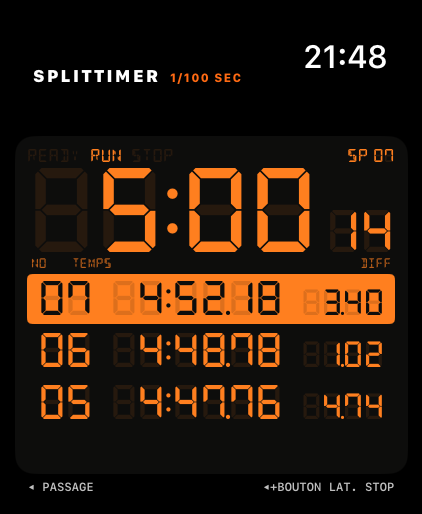 21:48
SPLITTIMER 1/100 SEC
READY RUN STOP SP 07
5:00 14
NO TEMPS DIFF
07 4:52.18 3.40
06 4:48.78 1.02
05 4:47.76 4.74
◂ PASSAGE ◂+BOUTON LAT. STOP